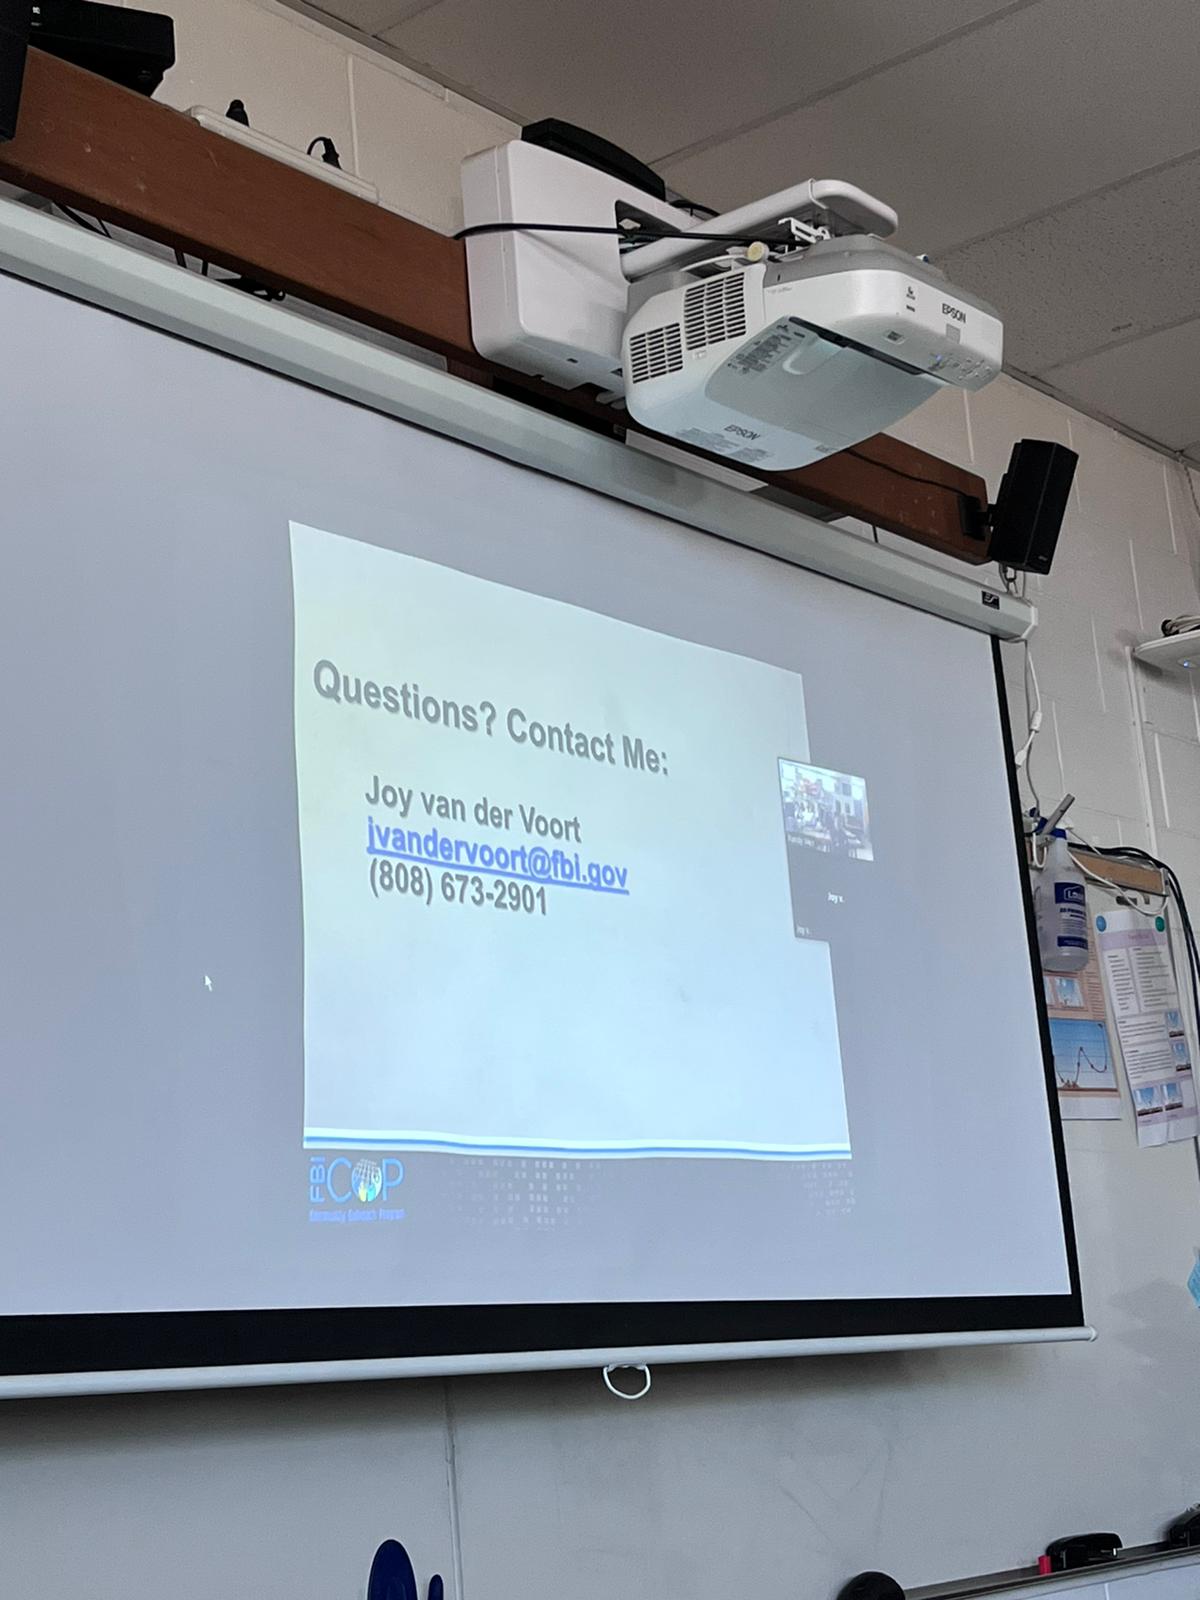 EPSON
EPSON
Questions? Contact Me:
Joy van der Voort
jvandervoort@fbi.gov
(808) 673-2901
Joy v.
Joy v.
FBI COP
Community Outreach Program